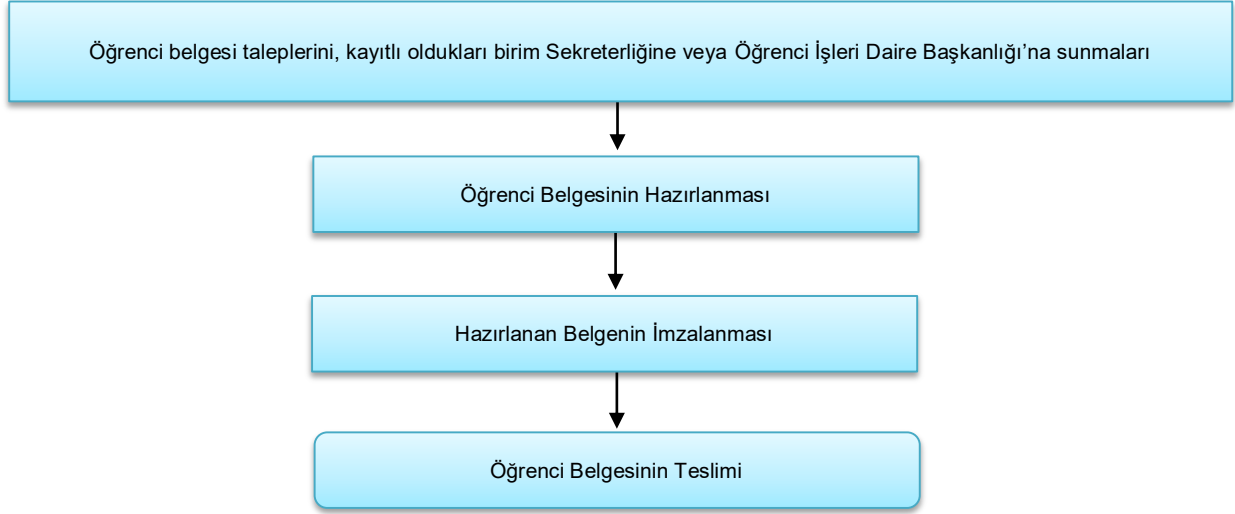 Öğrenci belgesi taleplerini, kayıtlı oldukları birim Sekreterliğine veya Öğrenci İşleri Daire Başkanlığı’na sunmaları
Öğrenci Belgesinin Hazırlanması
Hazırlanan Belgenin İmzalanması
Öğrenci Belgesinin Teslimi